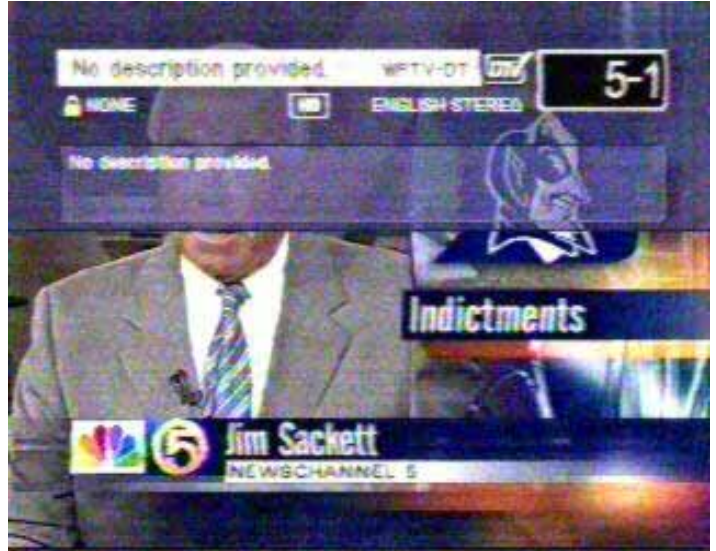 No description provided. WPTV-DT DTV 5-1
NONE HD ENGLISH STEREO
No description provided.
Indictments
5 Jim Sackett
NEWSCHANNEL 5